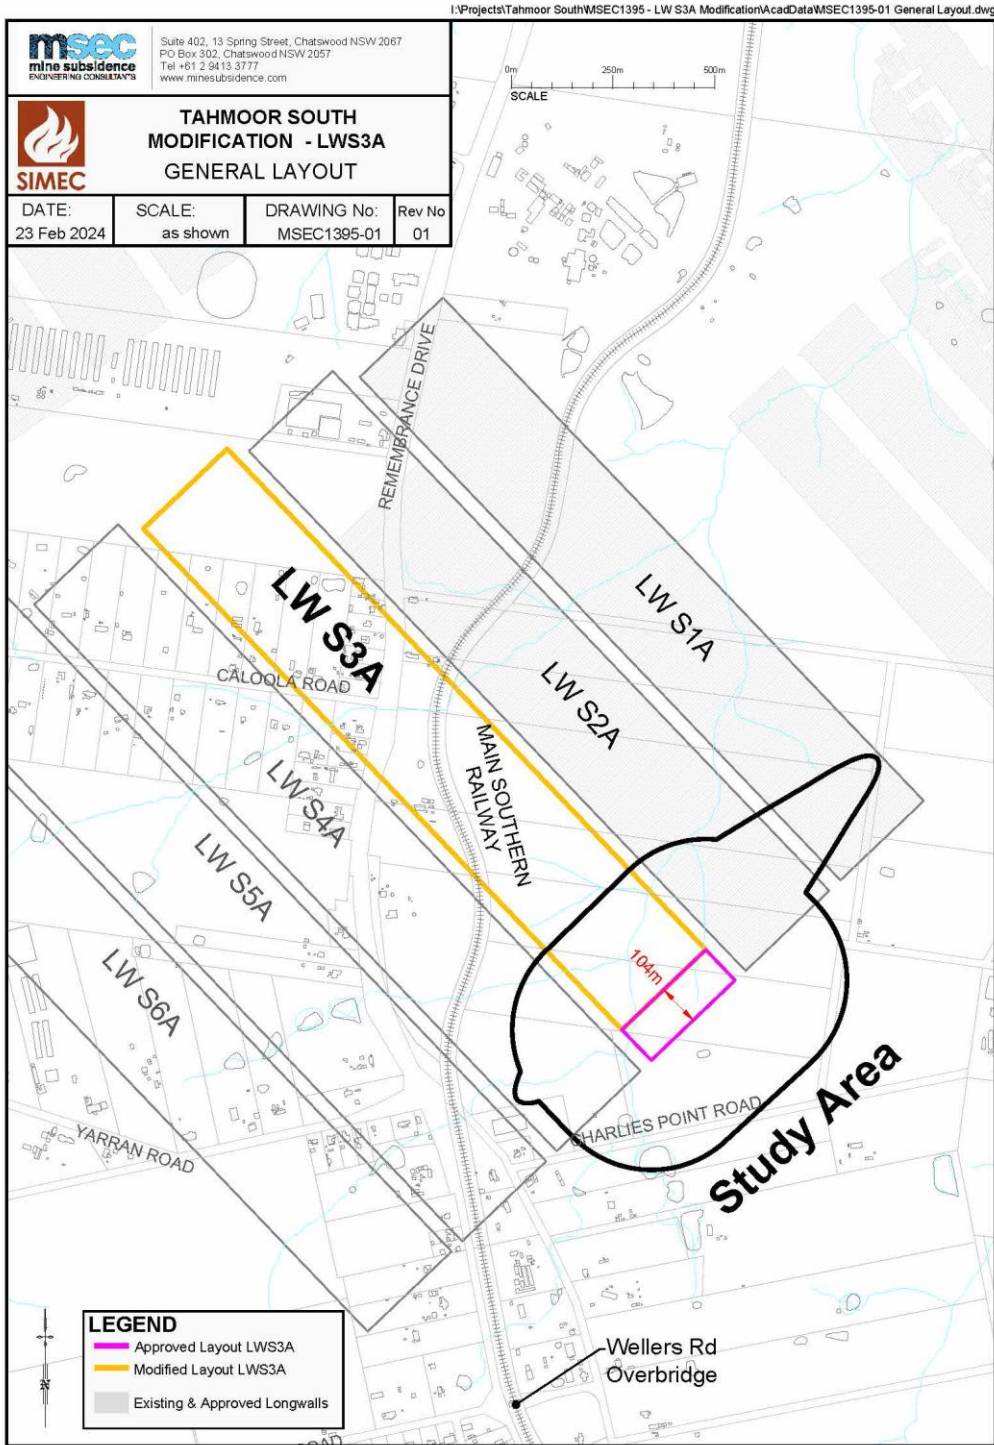 I:\Projects\Tahmoor South\MSEC1395 - LW S3A Modification\AcadData\MSEC1395-01 General Layout.dwg
msec
mine subsidence
ENGINEERING CONSULTANTS
Suite 402, 13 Spring Street, Chatswood NSW 2067
PO Box 302, Chatswood NSW 2057
Tel +61 2 9413 3777
www.minesubsidence.com
SIMEC
TAHMOOR SOUTH
MODIFICATION - LWS3A
GENERAL LAYOUT
DATE:
23 Feb 2024
SCALE:
as shown
DRAWING No:
MSEC1395-01
Rev No
01
0m
250m
500m
SCALE
REMEMBRANCE DRIVE
LW S1A
LW S2A
LW S3A
CALOOLA ROAD
MAIN SOUTHERN
RAILWAY
LW S4A
LW S5A
LW S6A
104m
Study Area
CHARLIES POINT ROAD
YARRAN ROAD
Wellers Rd
Overbridge
LEGEND
Approved Layout LWS3A
Modified Layout LWS3A
Existing & Approved Longwalls
N
ROAD